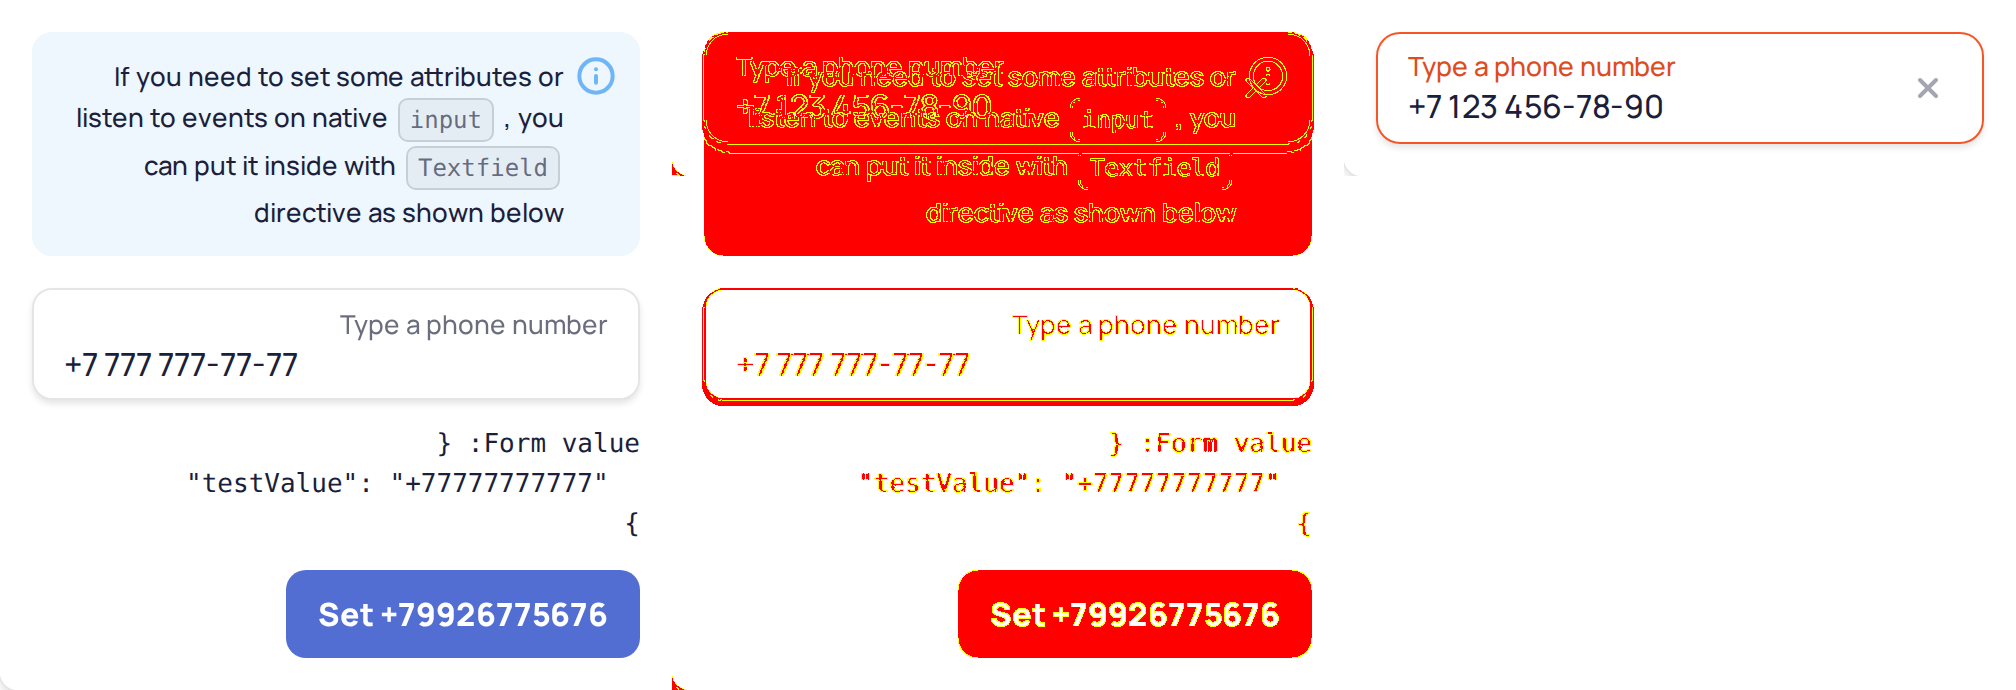 If you need to set some attributes or
listen to events on native input , you
can put it inside with Textfield
directive as shown below
Type a phone number
+7 777 777-77-77
} :Form value
"testValue": "+77777777777"
{
Set +79926775676
Type a phone number
+7 123 456-78-90
If you need to set some attributes or
listen to events on native input , you
can put it inside with Textfield
directive as shown below
Type a phone number
+7 777 777-77-77
} :Form value
"testValue": "+77777777777"
{
Set +79926775676
Type a phone number
+7 123 456-78-90